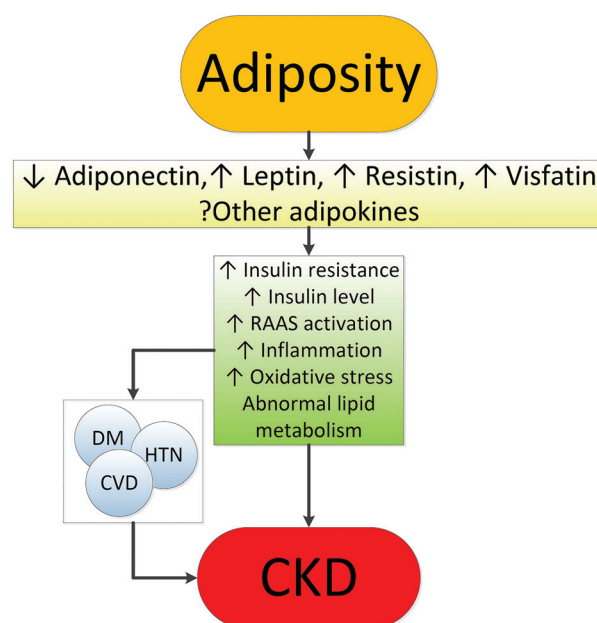 Adiposity
↓ Adiponectin,↑ Leptin, ↑ Resistin, ↑ Visfatin
?Other adipokines
↑ Insulin resistance
↑ Insulin level
↑ RAAS activation
↑ Inflammation
↑ Oxidative stress
Abnormal lipid
metabolism
DM
HTN
CVD
CKD